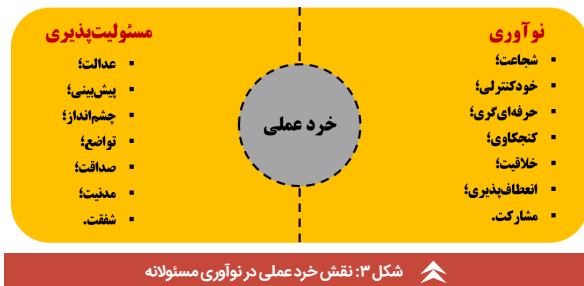 نوآوری
▪ شجاعت؛
▪ خودکنترلی؛
▪ حرفه‌ای‌گری؛
▪ کنجکاوی؛
▪ خلاقیت؛
▪ انعطاف‌پذیری؛
▪ مشارکت.
خرد عملی
مسئولیت‌پذیری
▪ عدالت؛
▪ پیش‌بینی؛
▪ چشم‌انداز؛
▪ تواضع؛
▪ صداقت؛
▪ مدنیت؛
▪ شفقت.
شکل ۳: نقش خرد عملی در نوآوری مسئولانه